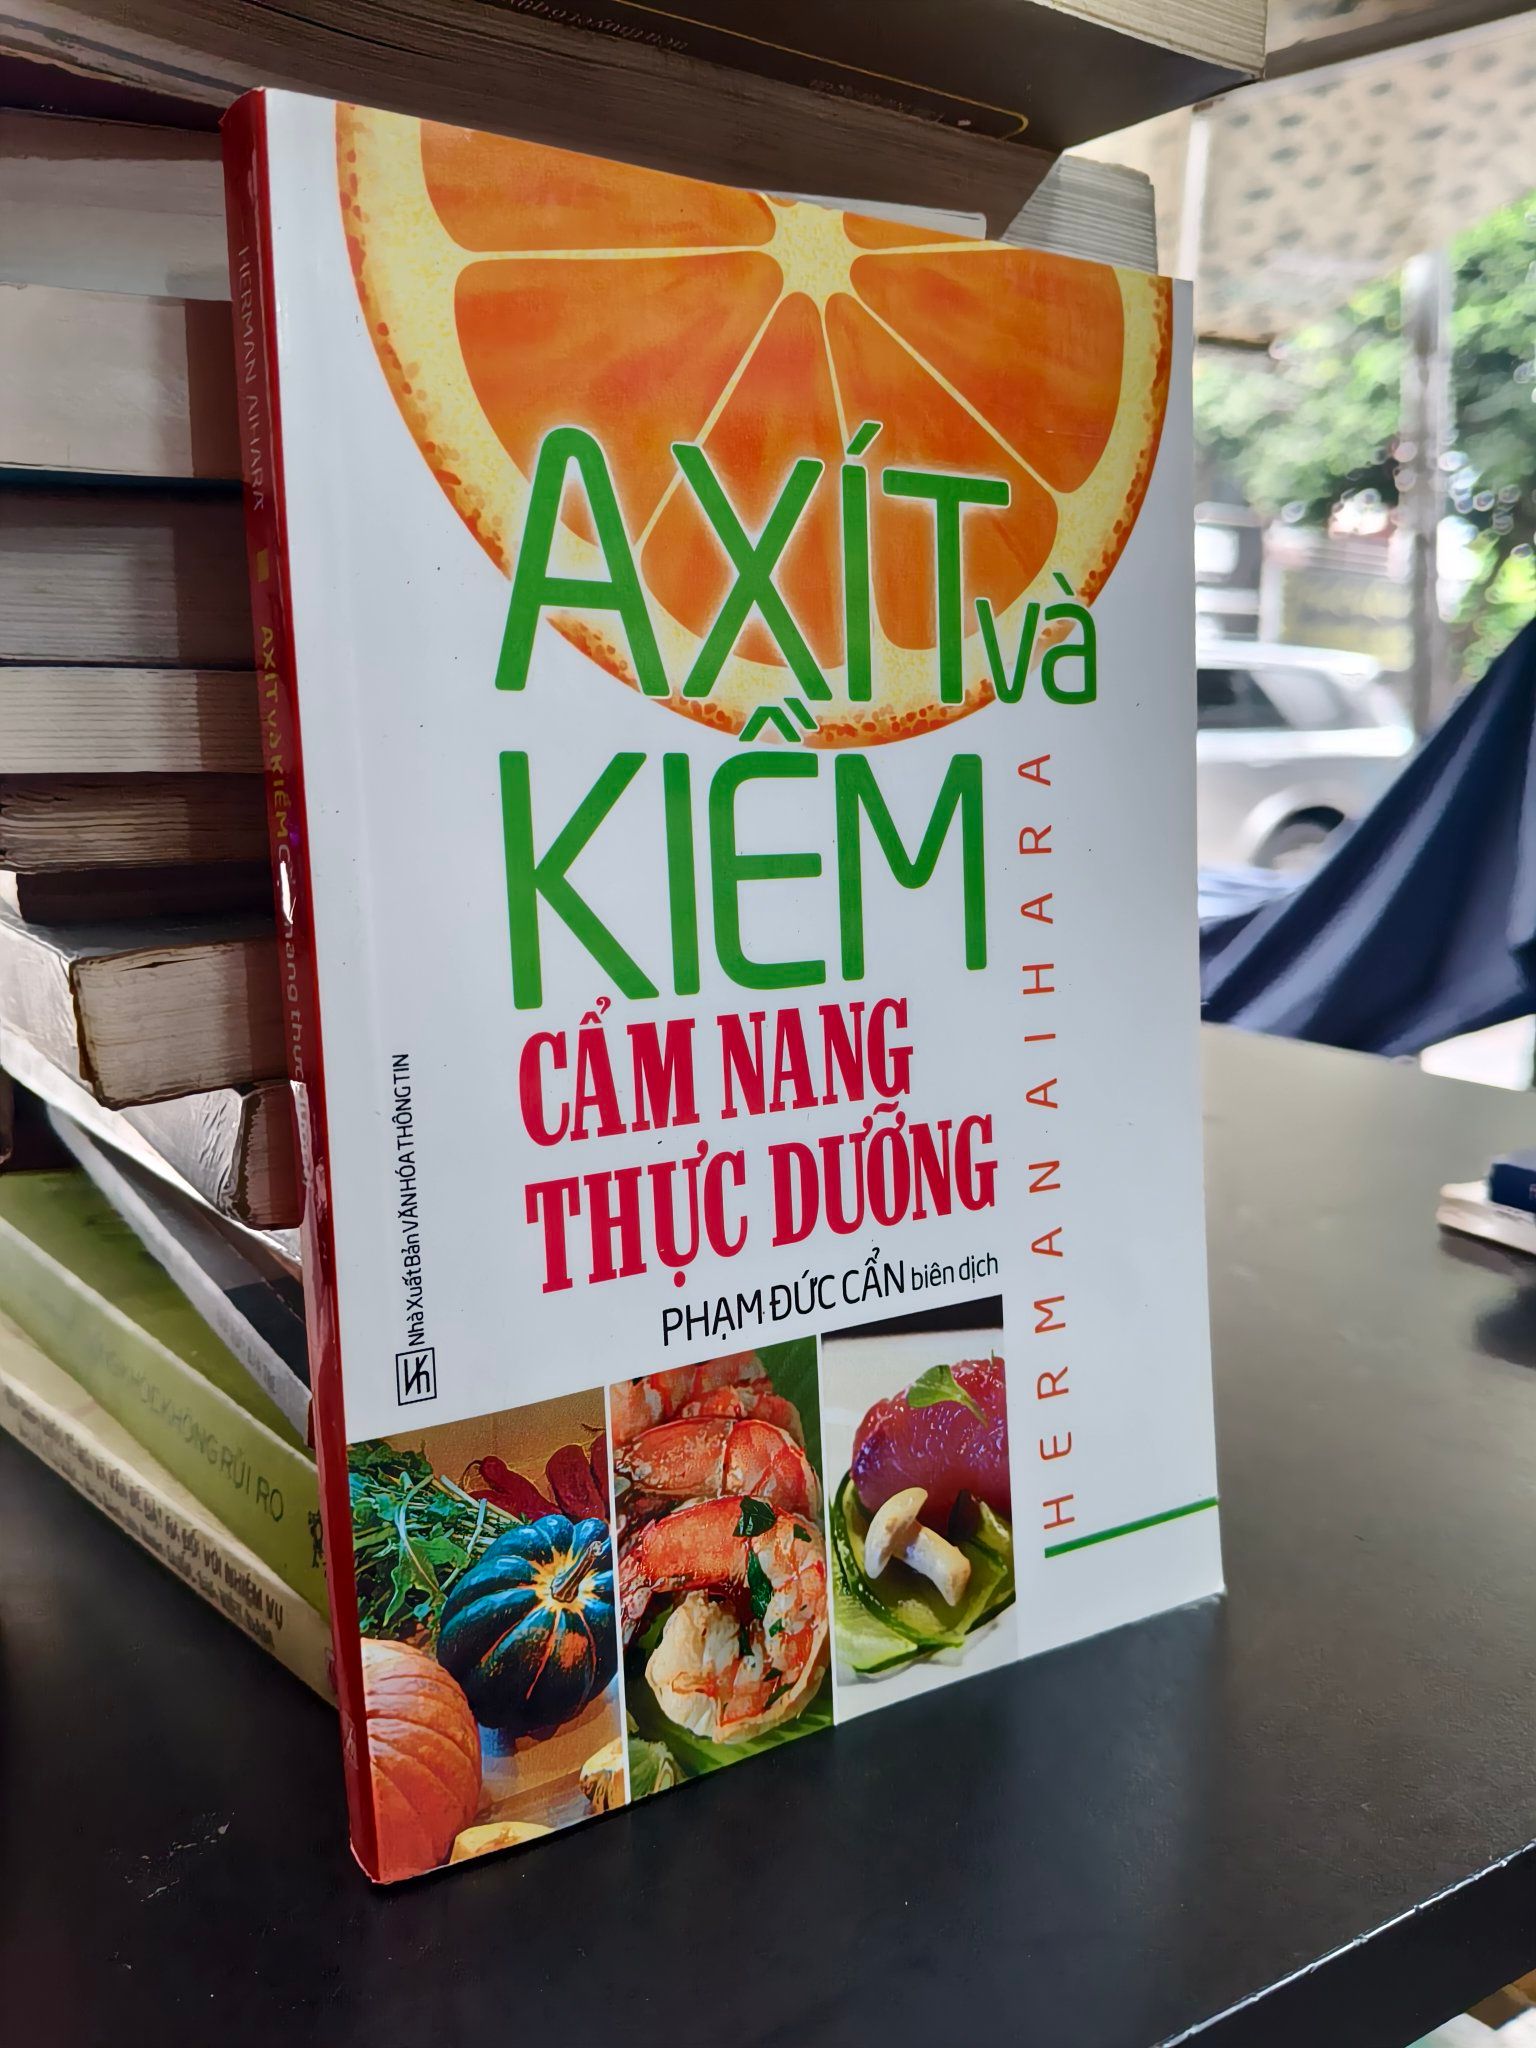 AXÍT và
KIỀM
CẨM NANG
THỰC DƯỠNG
PHẠM ĐỨC CẨN biên dịch
HERMAN AIHARA
Nhà Xuất Bản VĂN HÓA THÔNG TIN
HERMAN AIHARA
AXÍT và KIỀM
KHÔNG RỦI RO